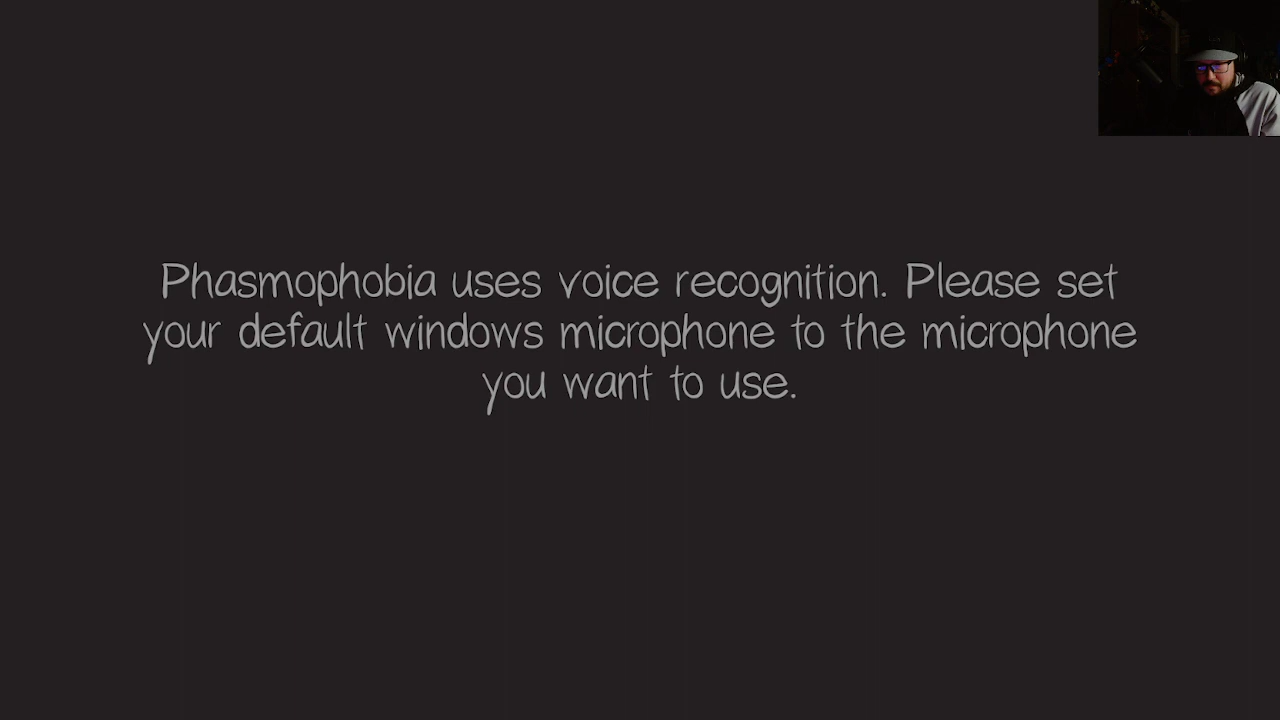 Phasmophobia uses voice recognition. Please set
your default windows microphone to the microphone
you want to use.